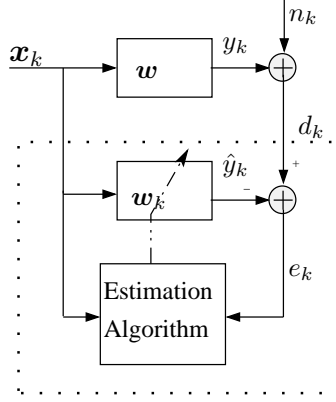 n_k
x_k
w
y_k
+
d_k
w_k
ŷ_k
-
+
+
e_k
Estimation
Algorithm